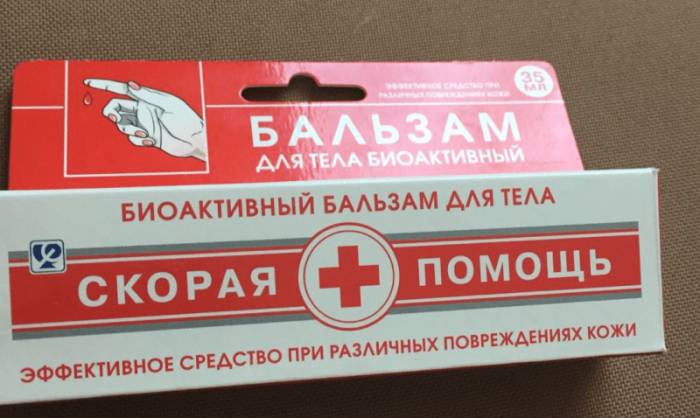 ЭФФЕКТИВНОЕ СРЕДСТВО ПРИ
РАЗЛИЧНЫХ ПОВРЕЖДЕНИЯХ КОЖИ
35
МЛ
БАЛЬЗАМ
ДЛЯ ТЕЛА БИОАКТИВНЫЙ
БИОАКТИВНЫЙ БАЛЬЗАМ ДЛЯ ТЕЛА
СКОРАЯ ПОМОЩЬ
ЭФФЕКТИВНОЕ СРЕДСТВО ПРИ РАЗЛИЧНЫХ ПОВРЕЖДЕНИЯХ КОЖИ